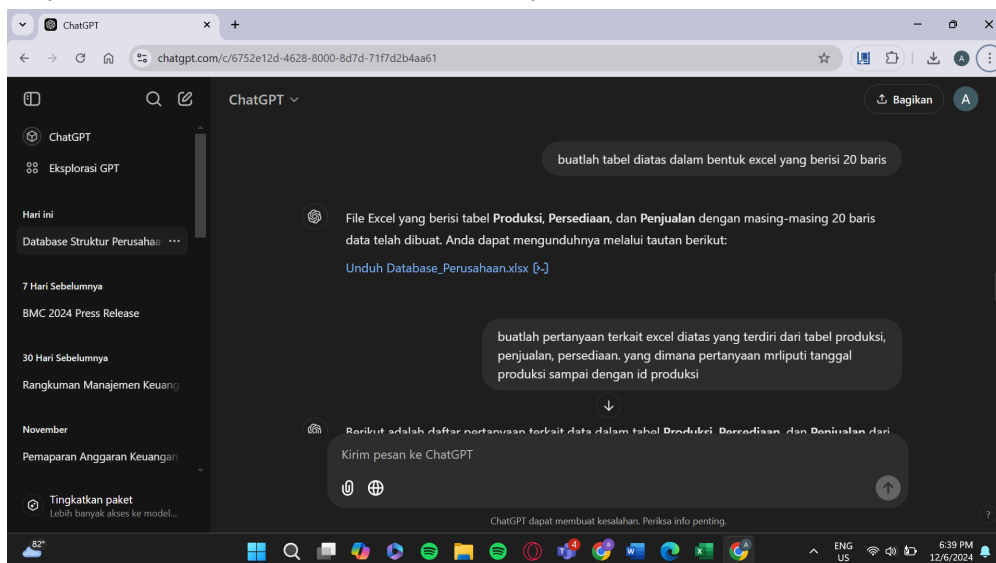 ChatGPT
chatgpt.com/c/6752e12d-4628-8000-8d7d-71f7d2b4aa61
A
ChatGPT
Bagikan
A
ChatGPT
Eksplorasi GPT
Hari ini
Database Struktur Perusahaa
7 Hari Sebelumnya
BMC 2024 Press Release
30 Hari Sebelumnya
Rangkuman Manajemen Keuang
November
Pemaparan Anggaran Keuangan
Tingkatkan paket
Lebih banyak akses ke model...
buatlah tabel diatas dalam bentuk excel yang berisi 20 baris
File Excel yang berisi tabel Produksi, Persediaan, dan Penjualan dengan masing-masing 20 baris
data telah dibuat. Anda dapat mengunduhnya melalui tautan berikut:
Unduh Database_Perusahaan.xlsx [>-]
buatlah pertanyaan terkait excel diatas yang terdiri dari tabel produksi,
penjualan, persediaan. yang dimana pertanyaan mrliputi tanggal
produksi sampai dengan id produksi
Berikut adalah daftar pertanyaan terkait data dalam tabel Produksi, Persediaan, dan Penjualan dari
Kirim pesan ke ChatGPT
ChatGPT dapat membuat kesalahan. Periksa info penting.
?
82°
4
ENG
US
6:39 PM
12/6/2024